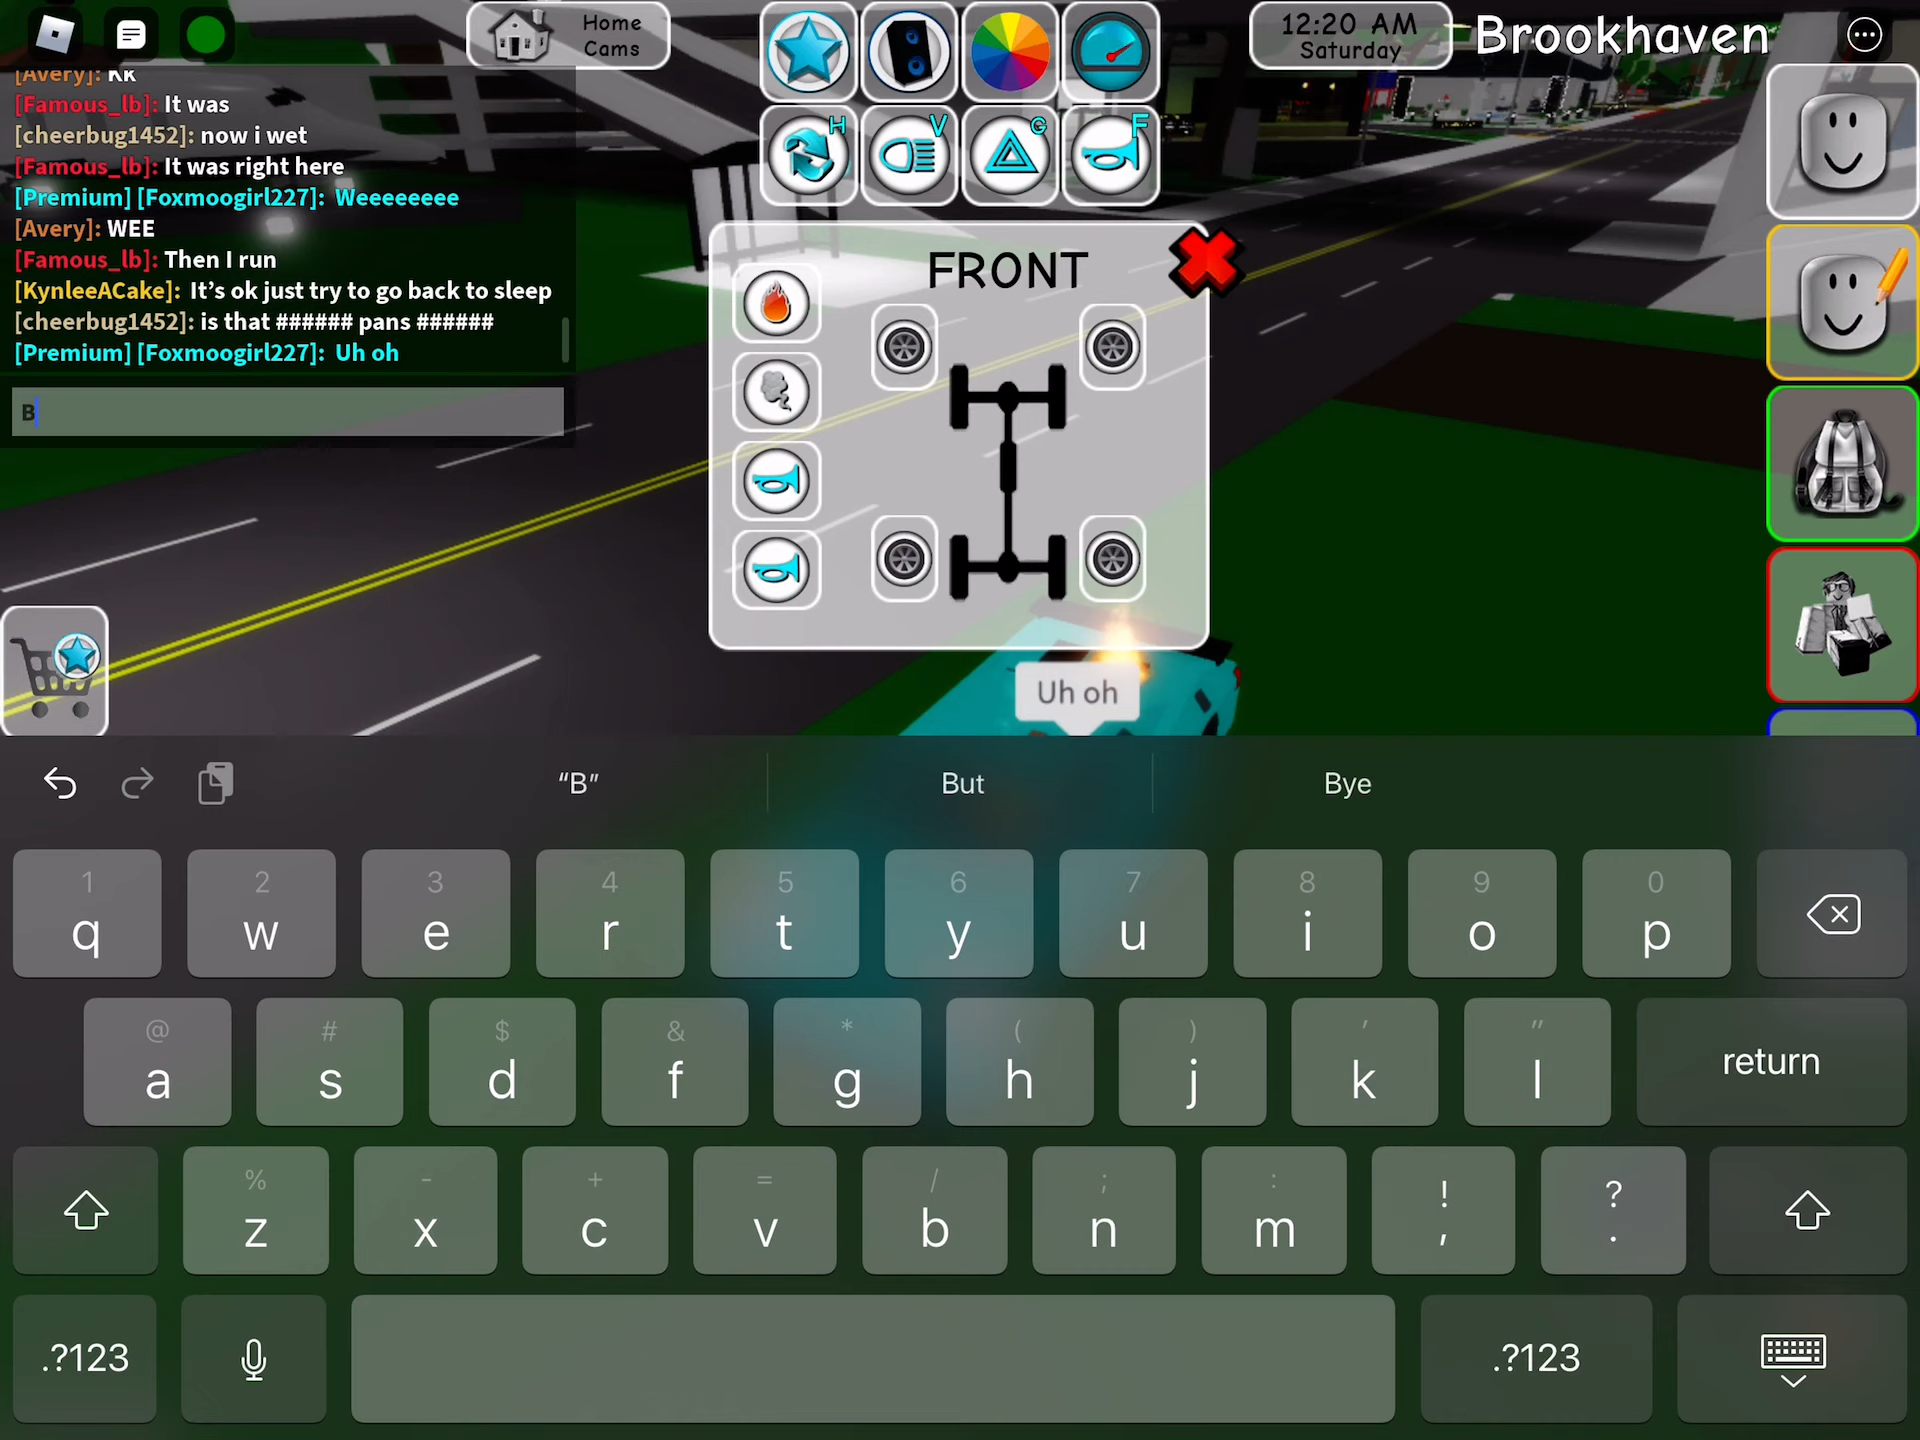 Home
Cams
12:20 AM
Saturday
Brookhaven
[Avery]: KK
[Famous_lb]: It was
[cheerbug1452]: now i wet
[Famous_lb]: It was right here
[Premium] [Foxmoogirl227]: Weeeeeeee
[Avery]: WEE
[Famous_lb]: Then I run
[KynleeACake]: It’s ok just try to go back to sleep
[cheerbug1452]: is that ###### pans ######
[Premium] [Foxmoogirl227]: Uh oh
B
H
V
G
F
FRONT
Uh oh
“B”
But
Bye
1 2 3 4 5 6 7 8 9 0
q w e r t y u i o p
@ # $ & * ( ) ' "
a s d f g h j k l return
% - + = / ; : ! ?
z x c v b n m , .
.?123 .?123